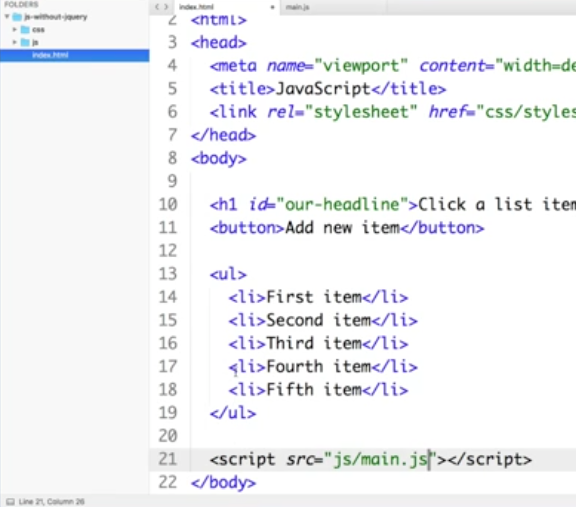 FOLDERS
js-without-jquery
css
js
index.html
index.html
main.js
2 <html>
3 <head>
4 <meta name="viewport" content="width=de
5 <title>JavaScript</title>
6 <link rel="stylesheet" href="css/styles
7 </head>
8 <body>
9
10 <h1 id="our-headline">Click a list item
11 <button>Add new item</button>
12
13 <ul>
14 <li>First item</li>
15 <li>Second item</li>
16 <li>Third item</li>
17 <li>Fourth item</li>
18 <li>Fifth item</li>
19 </ul>
20
21 <script src="js/main.js"></script>
22 </body>
Line 21, Column 26